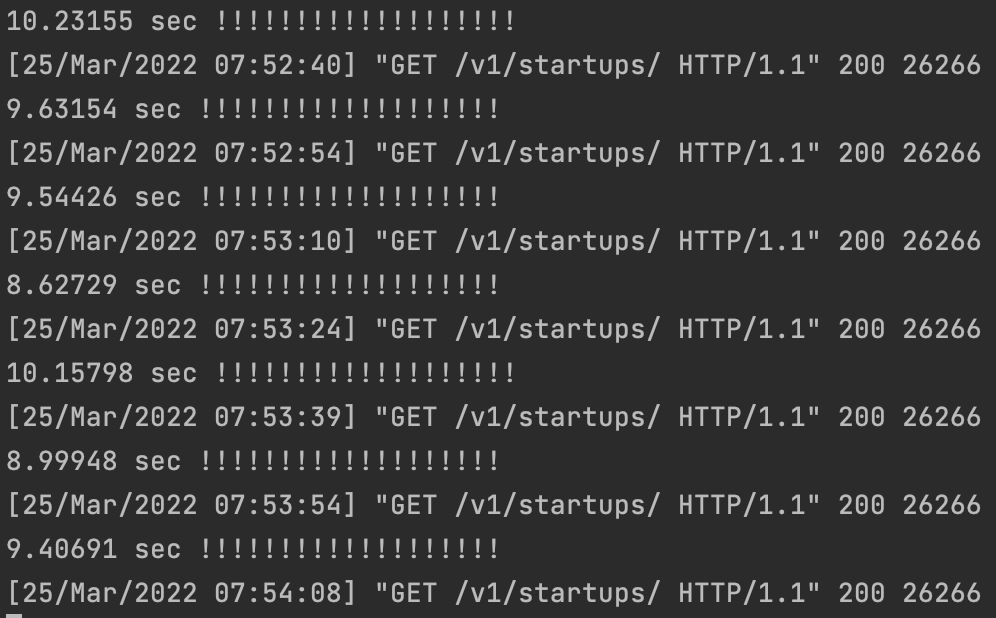 10.23155 sec !!!!!!!!!!!!!!!!!!!
[25/Mar/2022 07:52:40] "GET /v1/startups/ HTTP/1.1" 200 26266
9.63154 sec !!!!!!!!!!!!!!!!!!!
[25/Mar/2022 07:52:54] "GET /v1/startups/ HTTP/1.1" 200 26266
9.54426 sec !!!!!!!!!!!!!!!!!!!
[25/Mar/2022 07:53:10] "GET /v1/startups/ HTTP/1.1" 200 26266
8.62729 sec !!!!!!!!!!!!!!!!!!!
[25/Mar/2022 07:53:24] "GET /v1/startups/ HTTP/1.1" 200 26266
10.15798 sec !!!!!!!!!!!!!!!!!!!
[25/Mar/2022 07:53:39] "GET /v1/startups/ HTTP/1.1" 200 26266
8.99948 sec !!!!!!!!!!!!!!!!!!!
[25/Mar/2022 07:53:54] "GET /v1/startups/ HTTP/1.1" 200 26266
9.40691 sec !!!!!!!!!!!!!!!!!!!
[25/Mar/2022 07:54:08] "GET /v1/startups/ HTTP/1.1" 200 26266